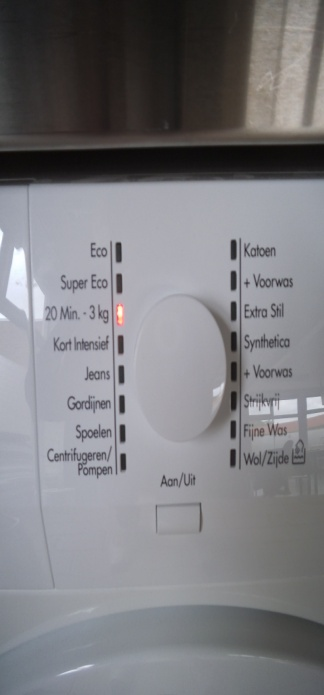 Eco
Super Eco
20 Min. - 3 kg
Kort Intensief
Jeans
Gordijnen
Spoelen
Centrifugeren/
Pompen
Katoen
+ Voorwas
Extra Stil
Synthetica
+ Voorwas
Strijkvrij
Fijne Was
Wol/Zijde
Aan/Uit